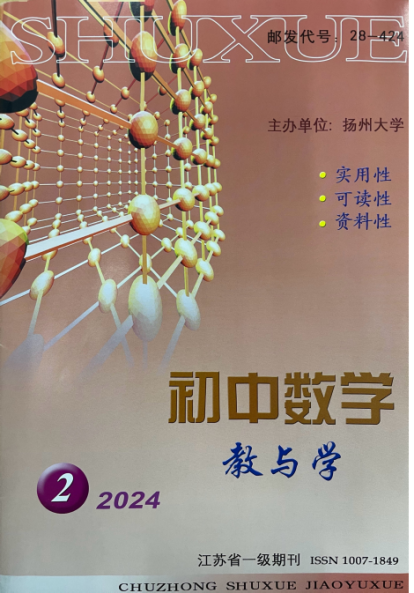 SHUXUE
邮发代号：28-424
主办单位：扬州大学
• 实用性
• 可读性
• 资料性
初中数学
教与学
2 2024
江苏省一级期刊 ISSN 1007-1849
CHUZHONG SHUXUE JIAOYUXUE